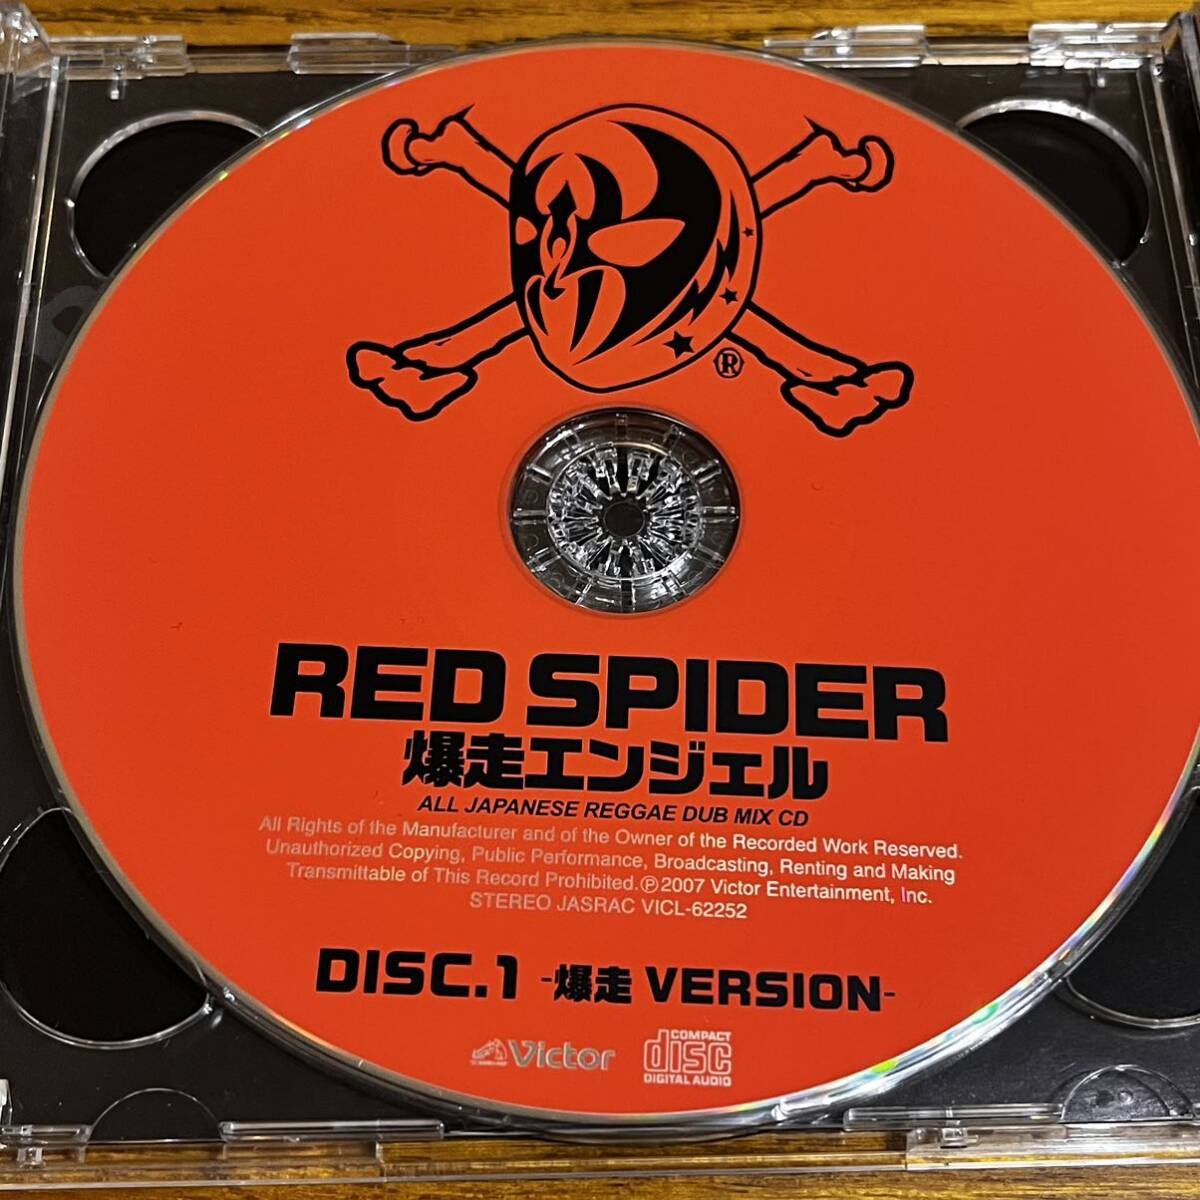 ®
RED SPIDER
爆走エンジェル
ALL JAPANESE REGGAE DUB MIX CD
All Rights of the Manufacturer and of the Owner of the Recorded Work Reserved.
Unauthorized Copying, Public Performance, Broadcasting, Renting and Making
Transmittable of This Record Prohibited.℗2007 Victor Entertainment, Inc.
STEREO JASRAC VICL-62252
DISC.1 -爆走 VERSION-
Victor
COMPACT
disc
DIGITAL AUDIO